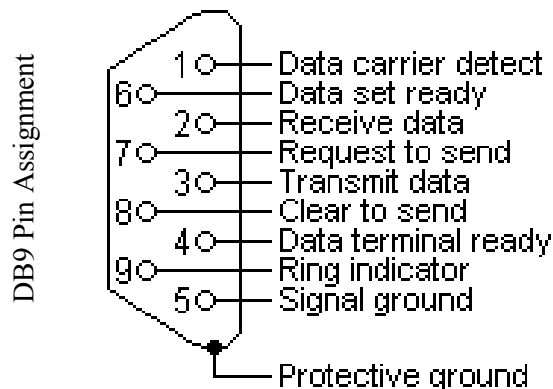 DB9 Pin Assignment
1 Data carrier detect
6 Data set ready
2 Receive data
7 Request to send
3 Transmit data
8 Clear to send
4 Data terminal ready
9 Ring indicator
5 Signal ground
Protective ground